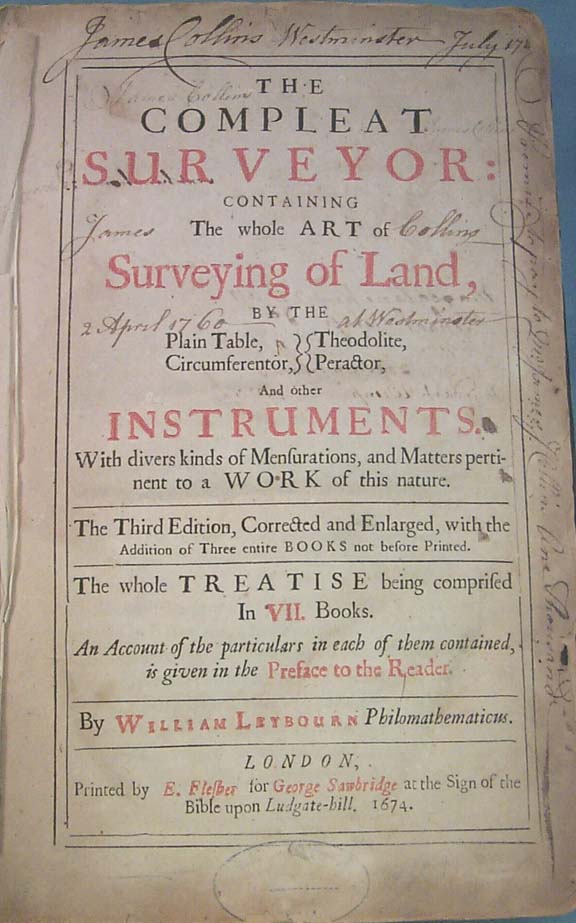 James Collins Westminster July 17
THE
COMPLEAT
SURVEYOR:
CONTAINING
James The whole ART of Collins
Surveying of Land,
BY THE
2 April 1760 at Westminster
Plain Table, }{ Theodolite,
Circumferentor, }{ Peractor,
And other
INSTRUMENTS.
With divers kinds of Menſurations, and Matters perti-
nent to a WORK of this nature.
The Third Edition, Corrected and Enlarged, with the
Addition of Three entire BOOKS not before Printed.
The whole TREATISE being compriſed
In VII. Books.
An Account of the particulars in each of them contained,
is given in the Preface to the Reader.
By WILLIAM LEYBOURN Philomathematicus.
LONDON,
Printed by E. Fleſher for George Sawbridge at the Sign of the
Bible upon Ludgate-hill. 1674.